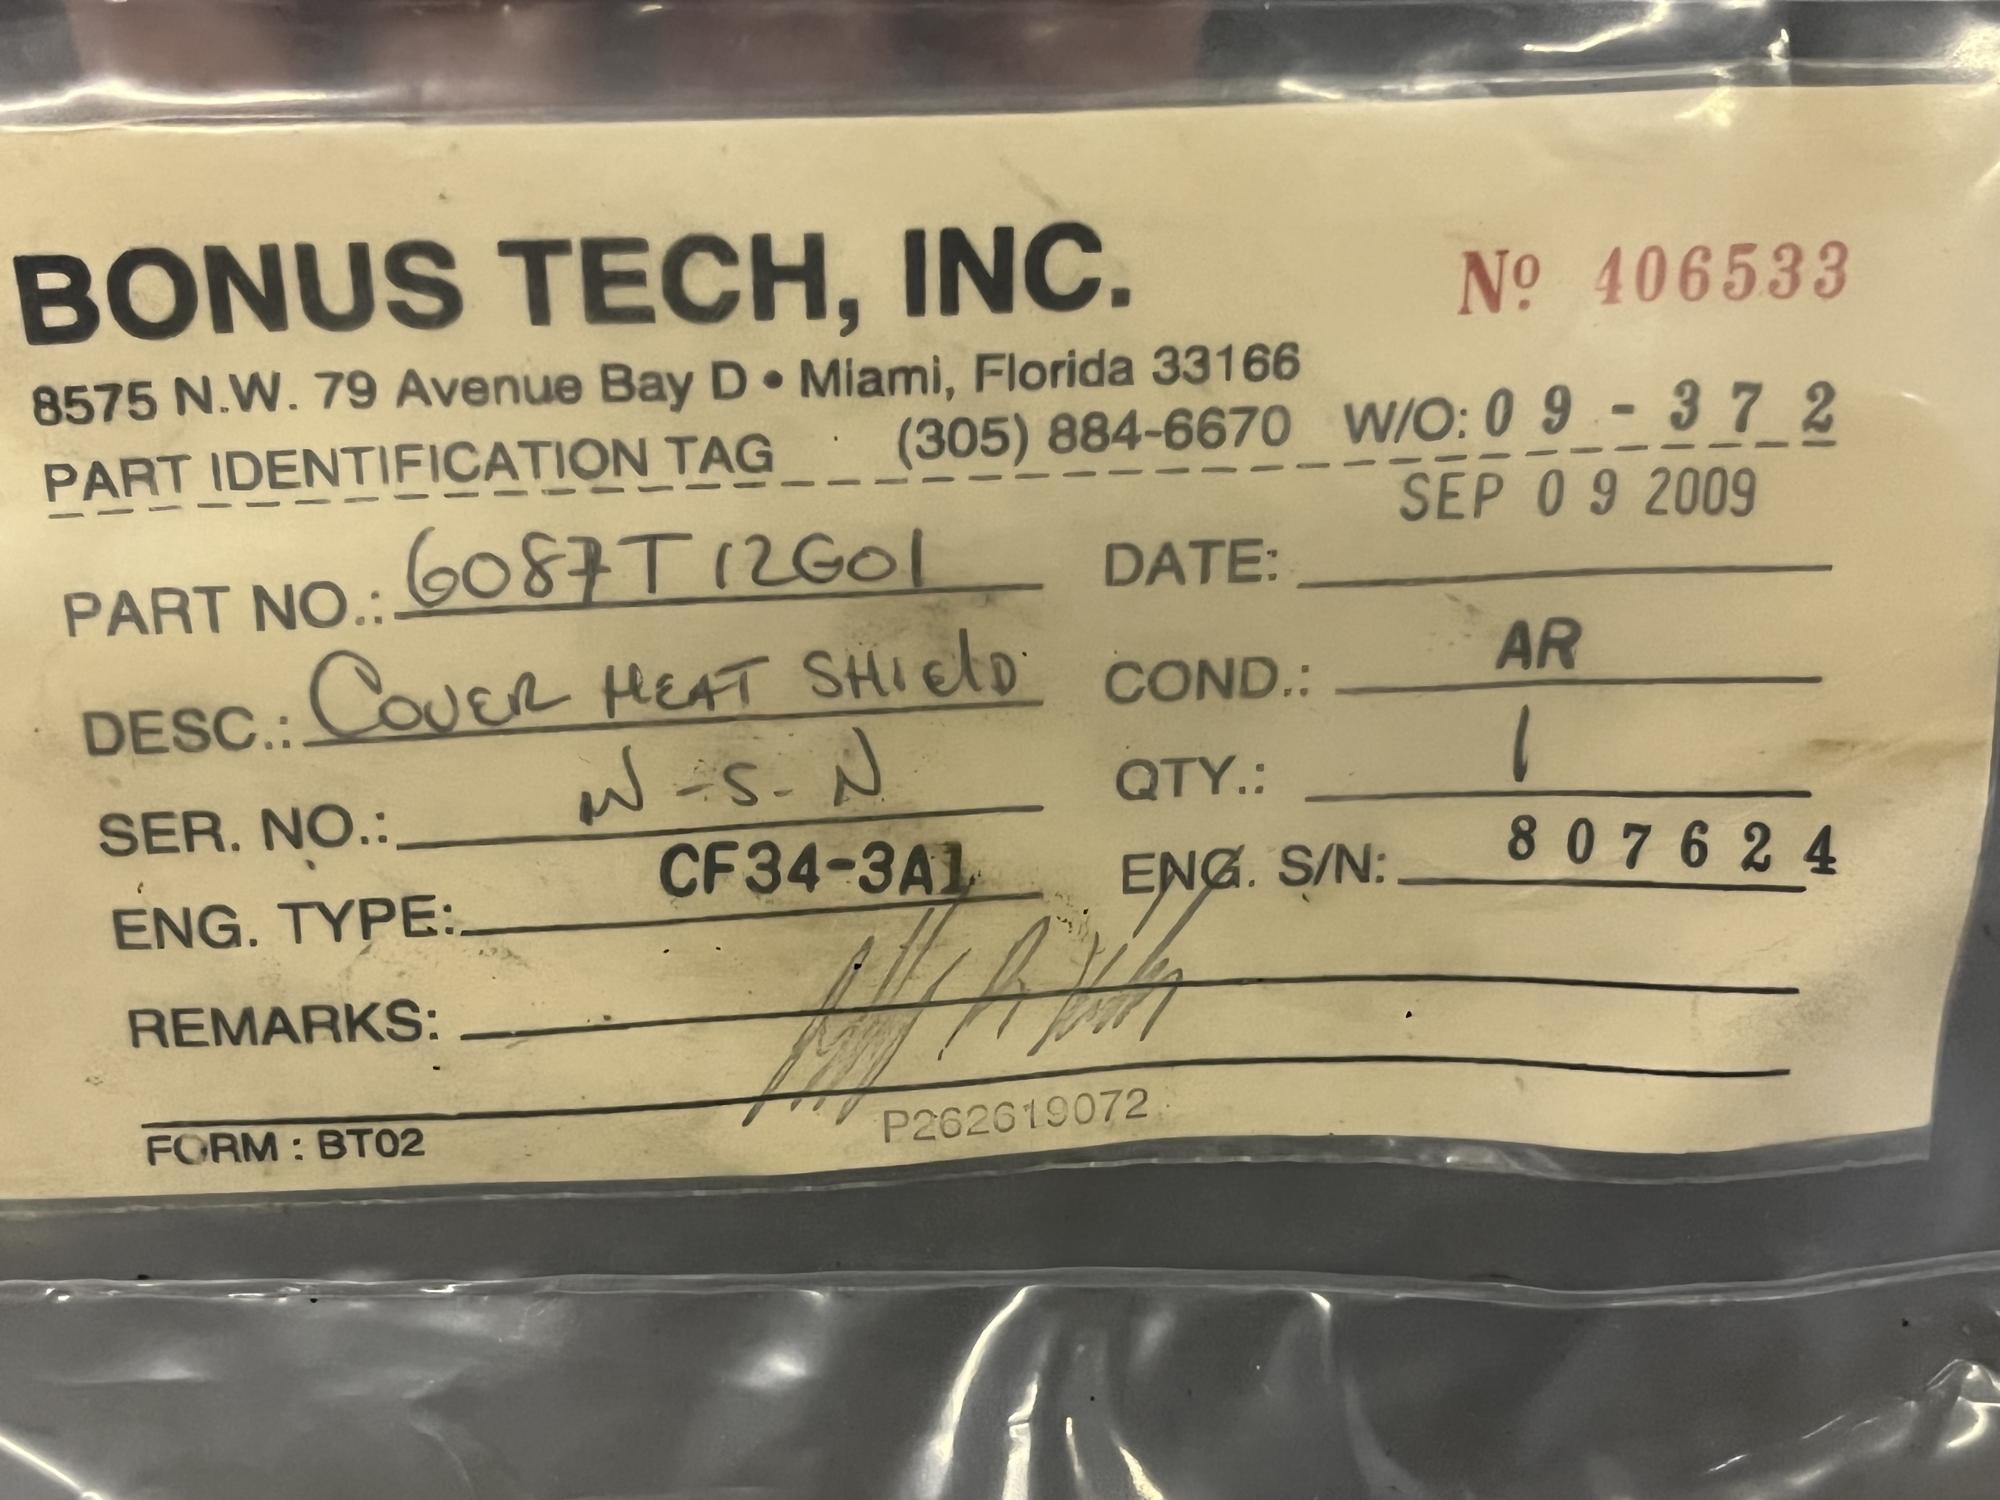 BONUS TECH, INC.
Nº 406533
8575 N.W. 79 Avenue Bay D • Miami, Florida 33166
PART IDENTIFICATION TAG (305) 884-6670 W/O: 09-372
SEP 09 2009
PART NO.: 6087T12G01 DATE:
DESC.: COVER HEAT SHIELD COND.: AR
SER. NO.: N-S-N QTY.: 1
ENG. TYPE: CF34-3A1 ENG. S/N: 807624
REMARKS:
P262619072
FORM : BT02